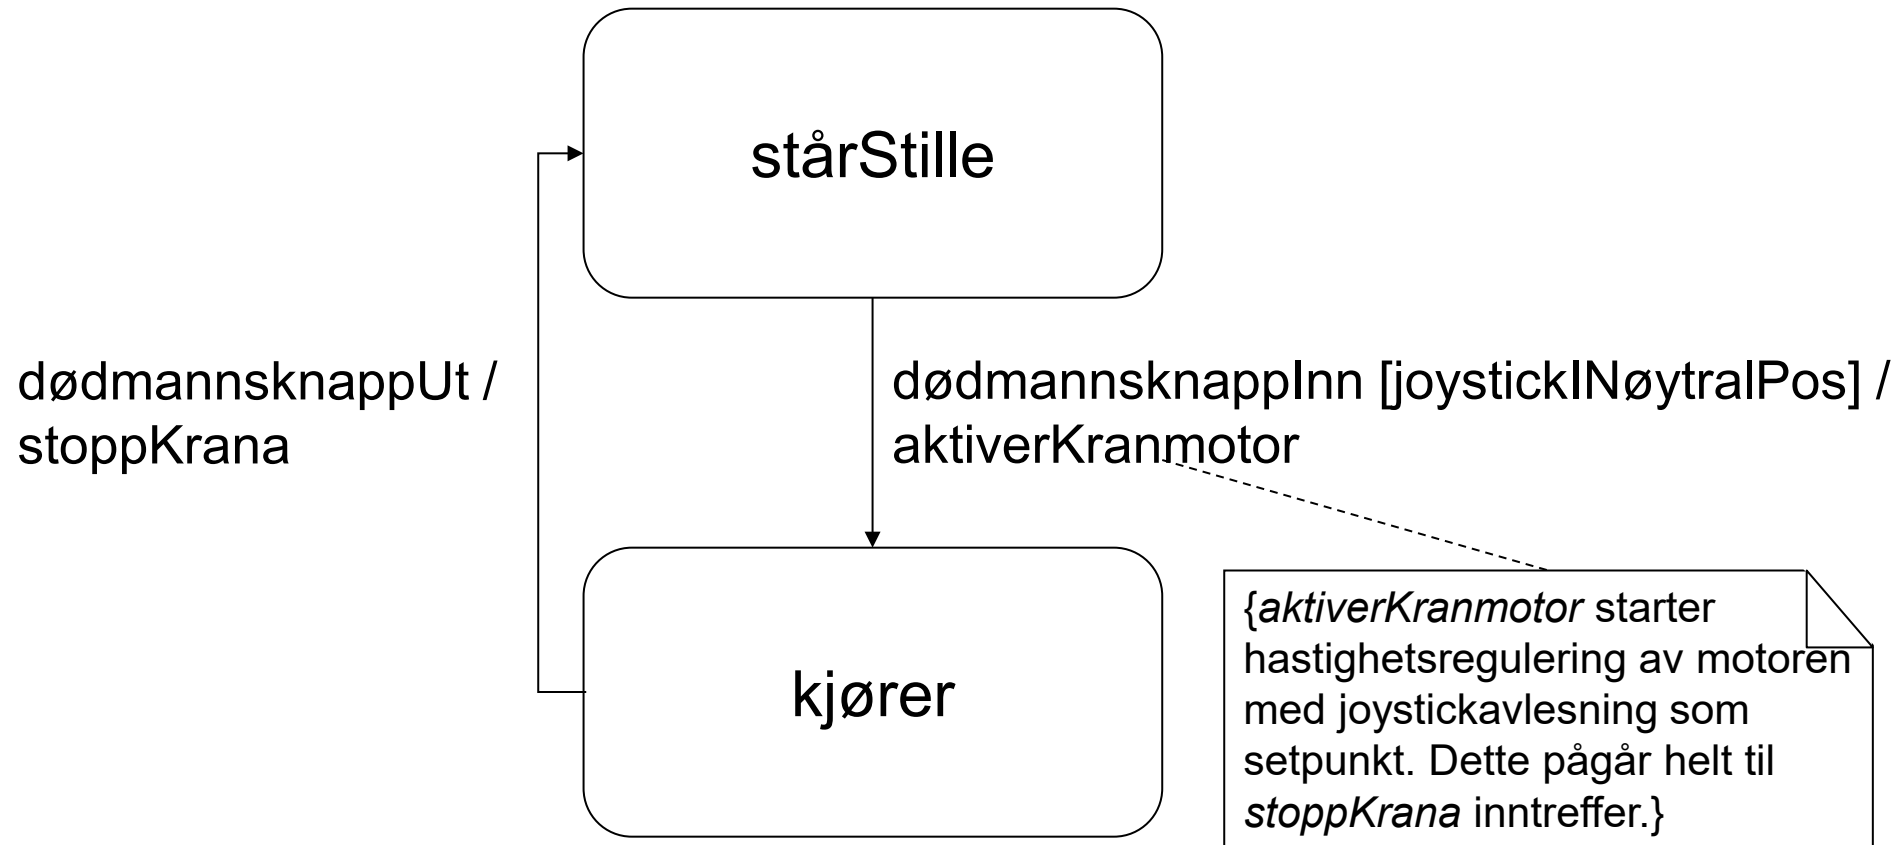 stårStille
dødmannsknappUt /
stoppKrana
dødmannsknappInn [joystickINøytralPos] /
aktiverKranmotor
kjører
{aktiverKranmotor starter
hastighetsregulering av motoren
med joystickavlesning som
setpunkt. Dette pågår helt til
stoppKrana inntreffer.}